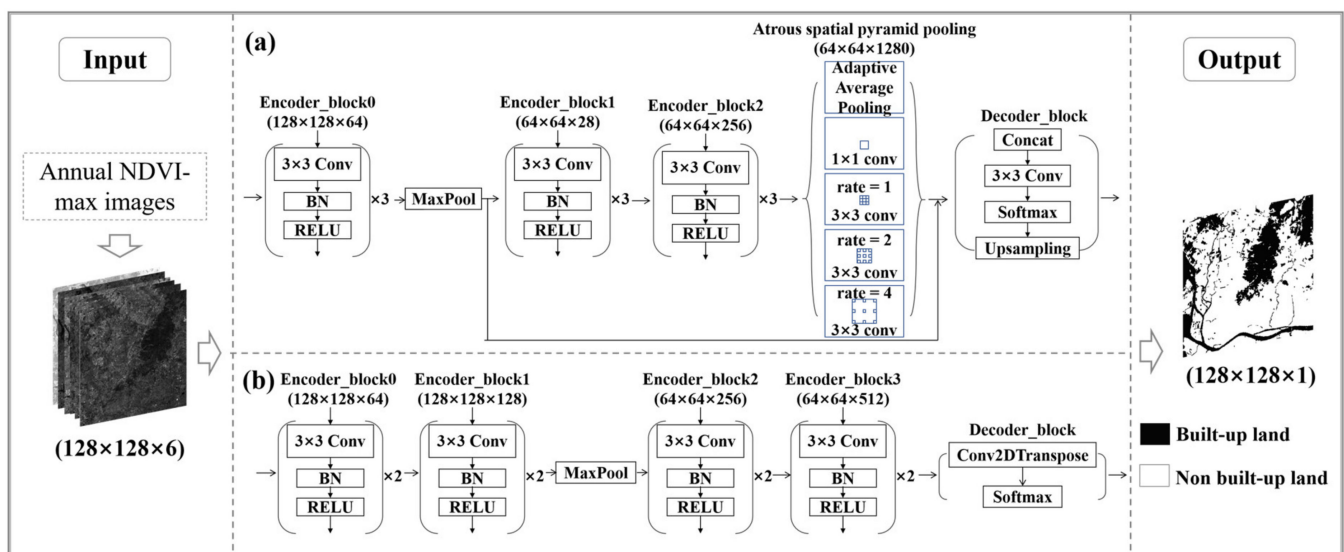 Input
Annual NDVI-
max images
(128×128×6)
(a)
Encoder_block0
(128×128×64)
3×3 Conv
BN
RELU
×3
MaxPool
Encoder_block1
(64×64×28)
3×3 Conv
BN
RELU
×3
Encoder_block2
(64×64×256)
3×3 Conv
BN
RELU
×3
Atrous spatial pyramid pooling
(64×64×1280)
Adaptive
Average
Pooling
1×1 conv
rate = 1
3×3 conv
rate = 2
3×3 conv
rate = 4
3×3 conv
Decoder_block
Concat
3×3 Conv
Softmax
Upsampling
(b)
Encoder_block0
(128×128×64)
3×3 Conv
BN
RELU
×2
Encoder_block1
(128×128×128)
3×3 Conv
BN
RELU
×2
MaxPool
Encoder_block2
(64×64×256)
3×3 Conv
BN
RELU
×2
Encoder_block3
(64×64×512)
3×3 Conv
BN
RELU
×2
Decoder_block
Conv2DTranspose
Softmax
Output
(128×128×1)
Built-up land
Non built-up land